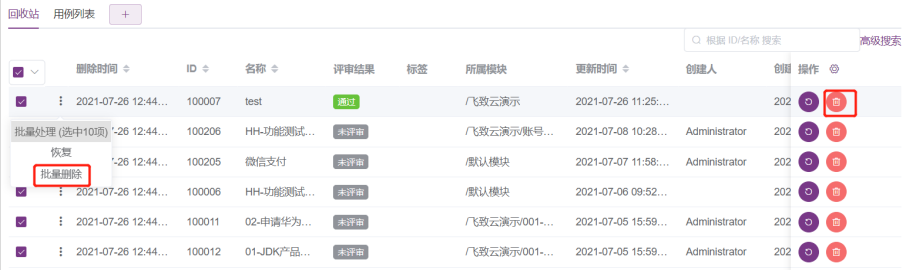 回收站 用例列表 +
根据 ID/名称 搜索 高级搜索
删除时间 ID 名称 评审结果 标签 所属模块 更新时间 创建人 创建 操作
2021-07-26 12:44... 100007 test 通过 /飞致云演示 2021-07-26 11:25:... 202
批量处理 (选中10项) -26 12:44... 100206 HH-功能测试... 未评审 /飞致云演示/账号... 2021-07-08 10:28... Administrator 202
恢复
-26 12:44... 100205 微信支付 未评审 /默认模块 2021-07-07 11:58:... Administrator 202
批量删除
2021-07-26 12:44... 100006 HH-功能测试... 未评审 /默认模块 2021-07-06 09:52... 202
2021-07-26 12:44... 100011 02-申请华为... 未评审 /飞致云演示/001-... 2021-07-05 15:59... Administrator 202
2021-07-26 12:44... 100012 01-JDK产品... 未评审 /飞致云演示/001-... 2021-07-05 15:59... Administrator 202